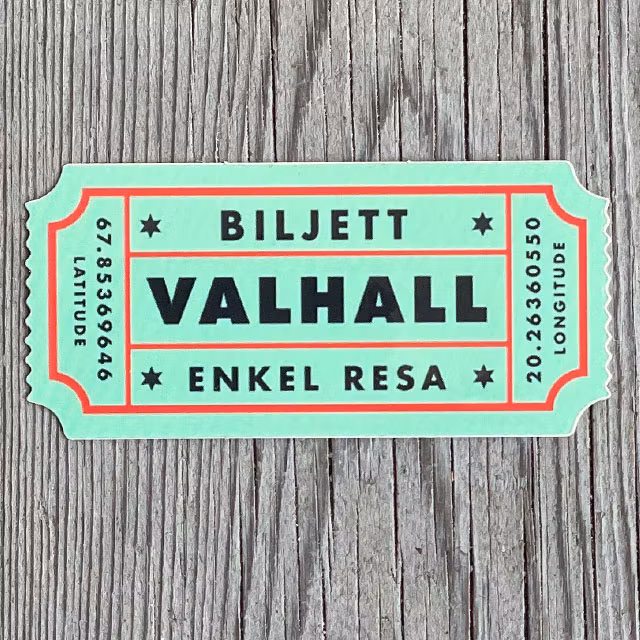 BILJETT
VALHALL
ENKEL RESA
67.85369646
LATITUDE
20.26360550
LONGITUDE